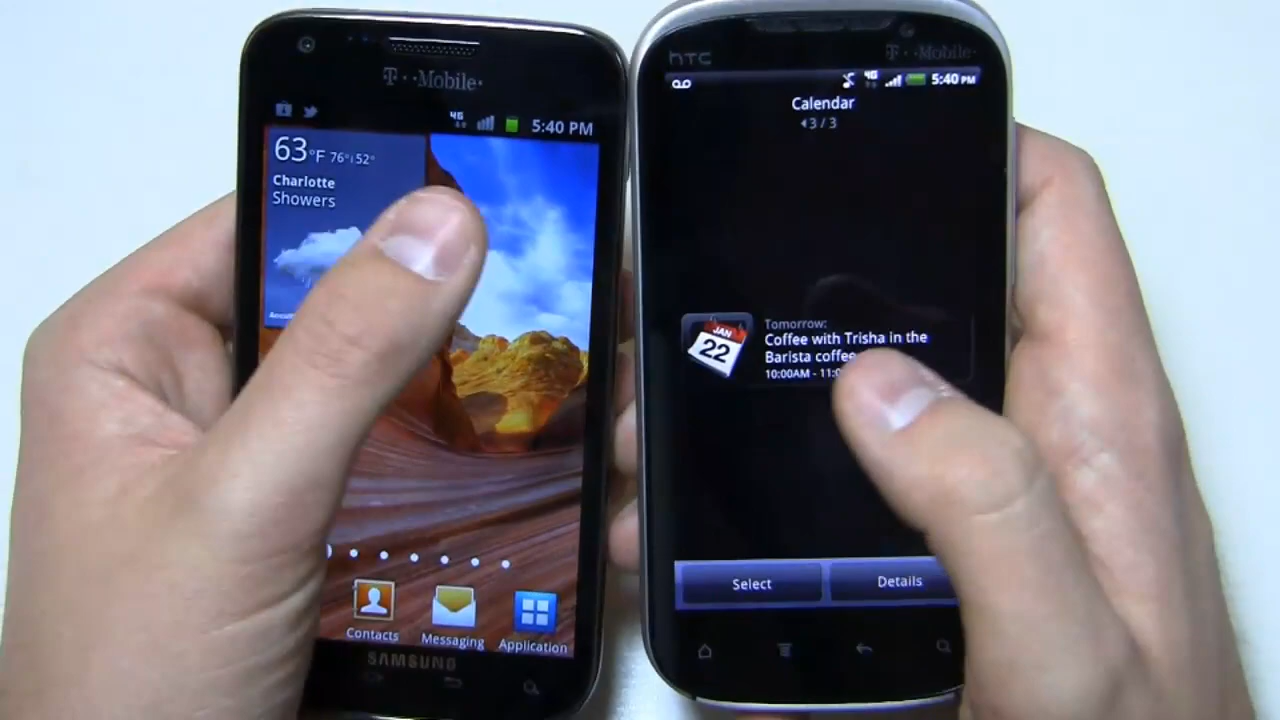 T··Mobile·
4G
5:40 PM
63°F 76°|52°
Charlotte
Showers
Contacts
Messaging
Application
SAMSUNG
hTC
T··Mobile·
4G
5:40 PM
Calendar
3 / 3
JAN
22
Tomorrow:
Coffee with Trisha in the
Barista coffee
10:00AM - 11:0
Select
Details